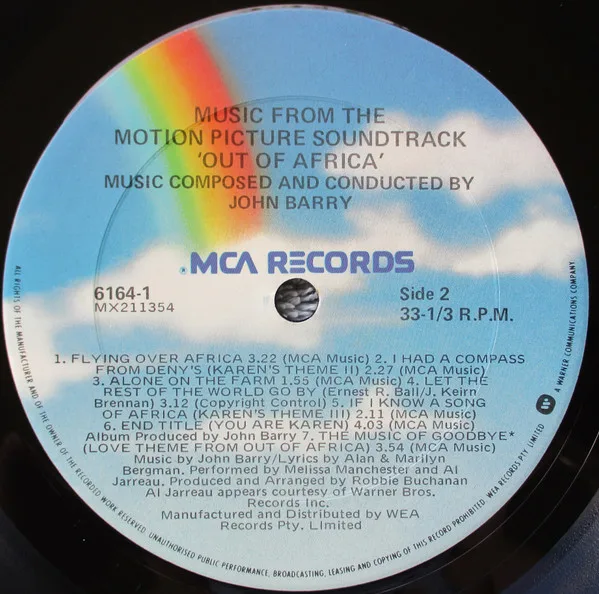 MUSIC FROM THE
MOTION PICTURE SOUNDTRACK
'OUT OF AFRICA'
MUSIC COMPOSED AND CONDUCTED BY
JOHN BARRY
®MCA RECORDS
6164-1
MX211354
Side 2
33-1/3 R.P.M.
1. FLYING OVER AFRICA 3.22 (MCA Music) 2. I HAD A COMPASS
FROM DENY'S (KAREN'S THEME II) 2.27 (MCA Music)
3. ALONE ON THE FARM 1.55 (MCA Music) 4. LET THE
REST OF THE WORLD GO BY (Ernest R. Ball/J. Keirn
Brennan) 3.12 (Copyright Control) 5. IF I KNOW A SONG
OF AFRICA (KAREN'S THEME III) 2.11 (MCA Music)
6. END TITLE (YOU ARE KAREN) 4.03 (MCA Music)
Album Produced by John Barry 7. THE MUSIC OF GOODBYE*
(LOVE THEME FROM OUT OF AFRICA) 3.54 (MCA Music)
Music by John Barry/Lyrics by Alan & Marilyn
Bergman. Performed by Melissa Manchester and Al
Jarreau. Produced and Arranged by Robbie Buchanan
Al Jarreau appears courtesy of Warner Bros.
Records Inc.
Manufactured and Distributed by WEA
Records Pty. LImited
ALL RIGHTS OF THE MANUFACTURER AND OF THE OWNER OF THE RECORDED WORK RESERVED. UNAUTHORISED PUBLIC PERFORMANCE, BROADCASTING, LEASING AND COPYING OF THIS RECORD PROHIBITED. WEA RECORDS PTY LIMITED
A WARNER COMMUNICATIONS COMPANY.